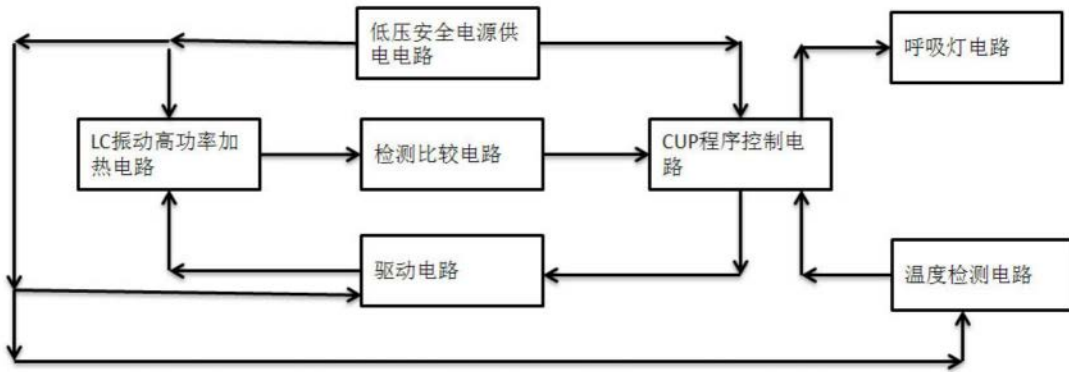 低压安全电源供
电电路
呼吸灯电路
LC振动高功率加
热电路
检测比较电路
CUP程序控制电
路
驱动电路
温度检测电路